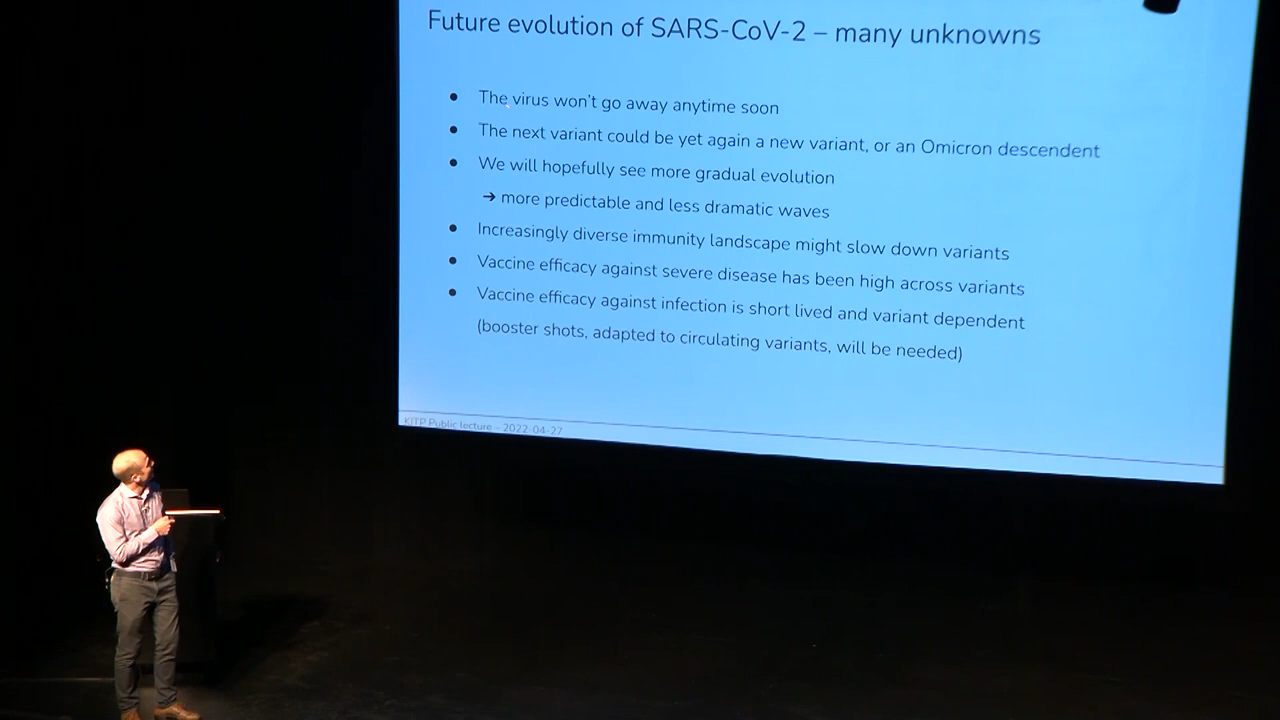 Future evolution of SARS-CoV-2 – many unknowns
● The virus won't go away anytime soon
● The next variant could be yet again a new variant, or an Omicron descendent
● We will hopefully see more gradual evolution
➔ more predictable and less dramatic waves
● Increasingly diverse immunity landscape might slow down variants
● Vaccine efficacy against severe disease has been high across variants
● Vaccine efficacy against infection is short lived and variant dependent
(booster shots, adapted to circulating variants, will be needed)
KITP Public lecture – 2022-04-27